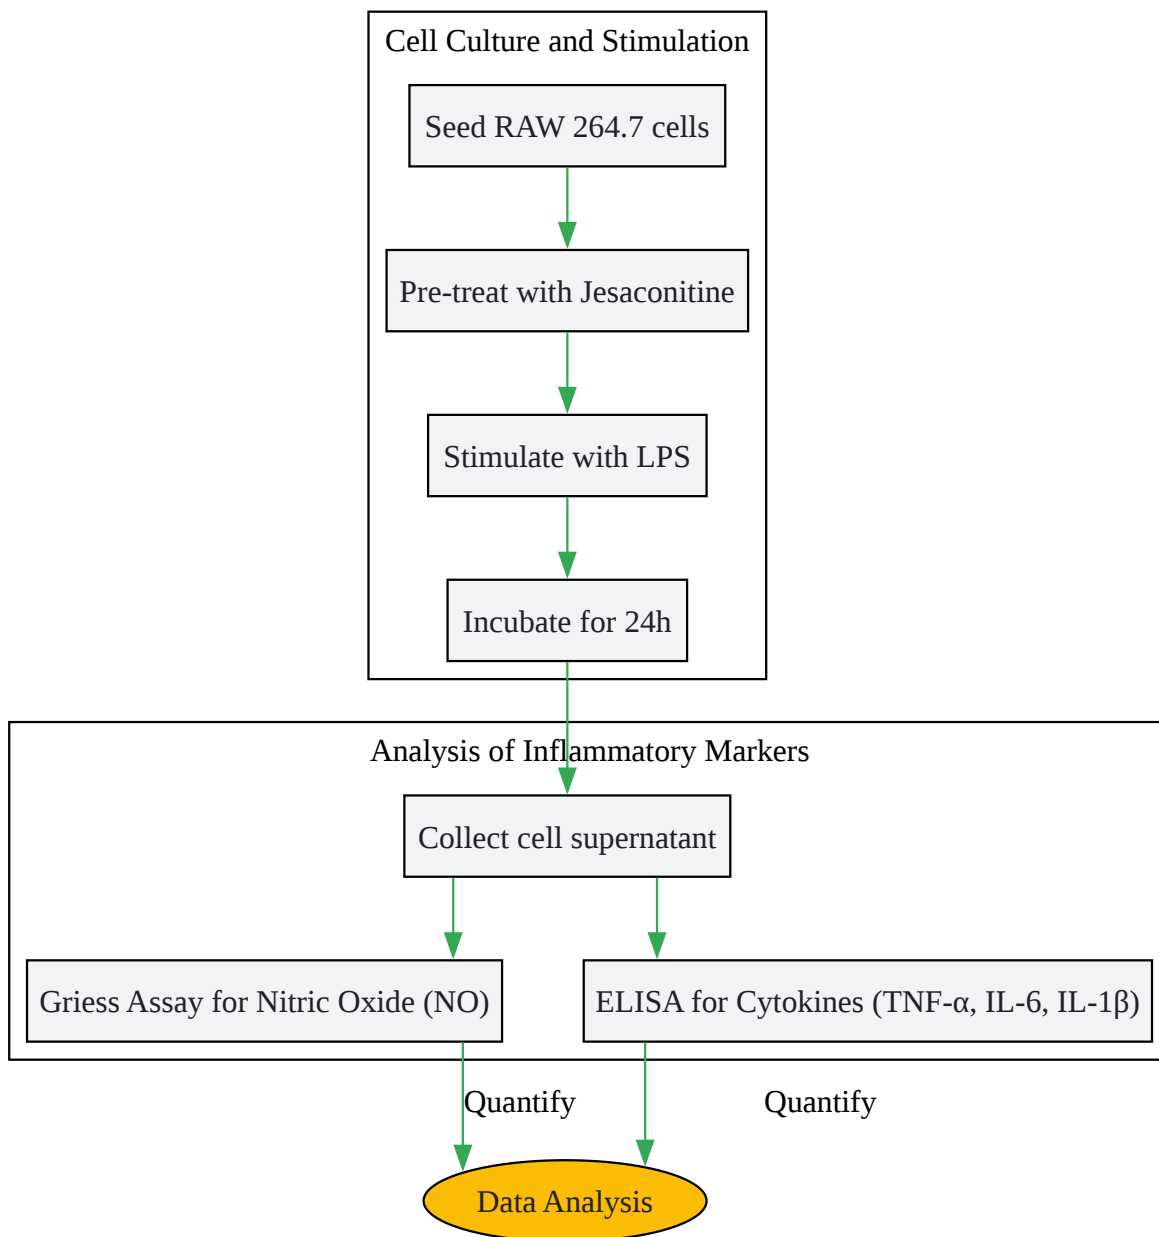 Cell Culture and Stimulation
Seed RAW 264.7 cells
Pre-treat with Jesaconitine
Stimulate with LPS
Incubate for 24h
Analysis of Inflammatory Markers
Collect cell supernatant
Griess Assay for Nitric Oxide (NO)
ELISA for Cytokines (TNF-α, IL-6, IL-1β)
Quantify
Quantify
Data Analysis